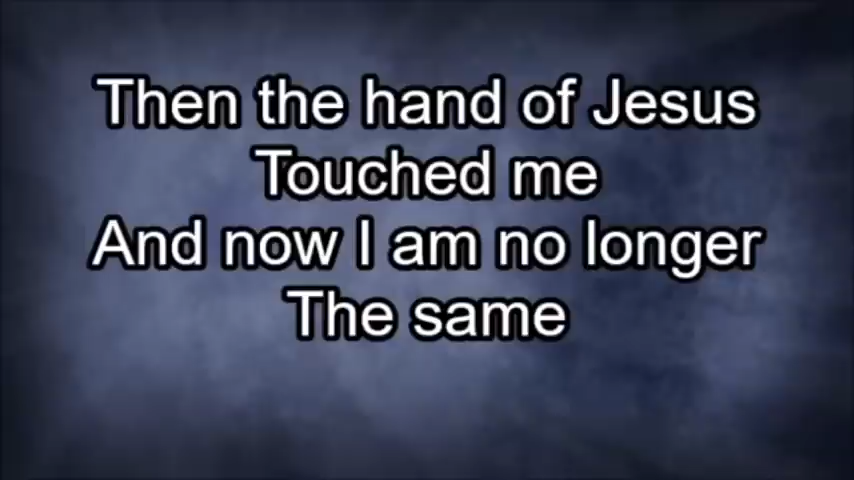 Then the hand of Jesus
Touched me
And now I am no longer
The same